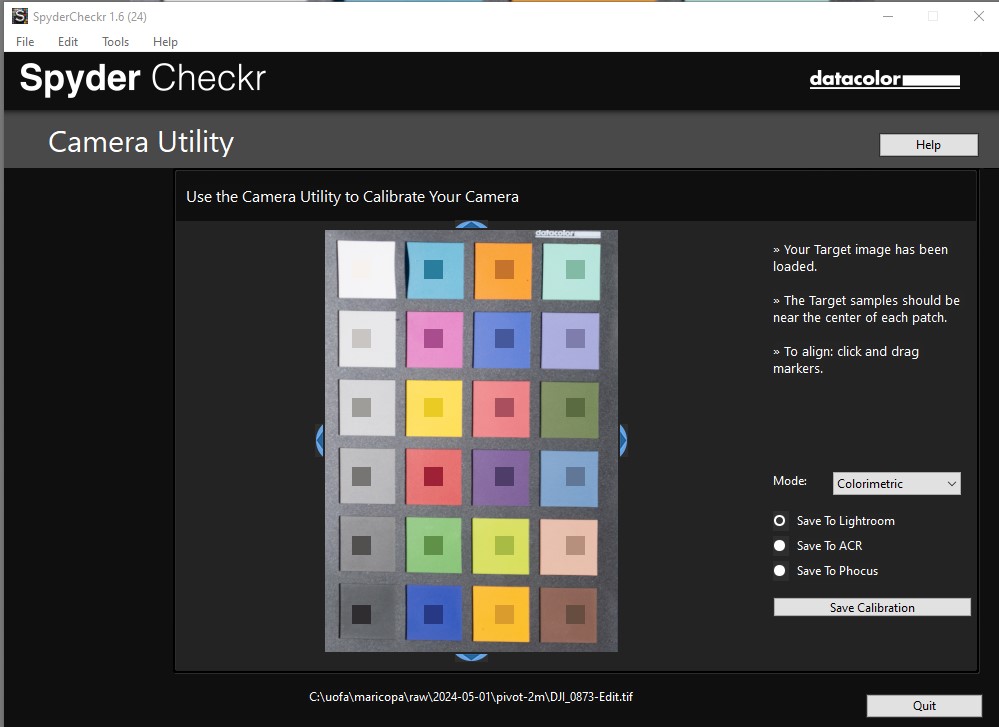 SpyderCheckr 1.6 (24)
File Edit Tools Help
Spyder Checkr
datacolor
Camera Utility
Help
Use the Camera Utility to Calibrate Your Camera
datacolor
» Your Target image has been
loaded.
» The Target samples should be
near the center of each patch.
» To align: click and drag
markers.
Mode: Colorimetric
Save To Lightroom
Save To ACR
Save To Phocus
Save Calibration
C:\uofa\maricopa\raw\2024-05-01\pivot-2m\DJI_0873-Edit.tif
Quit